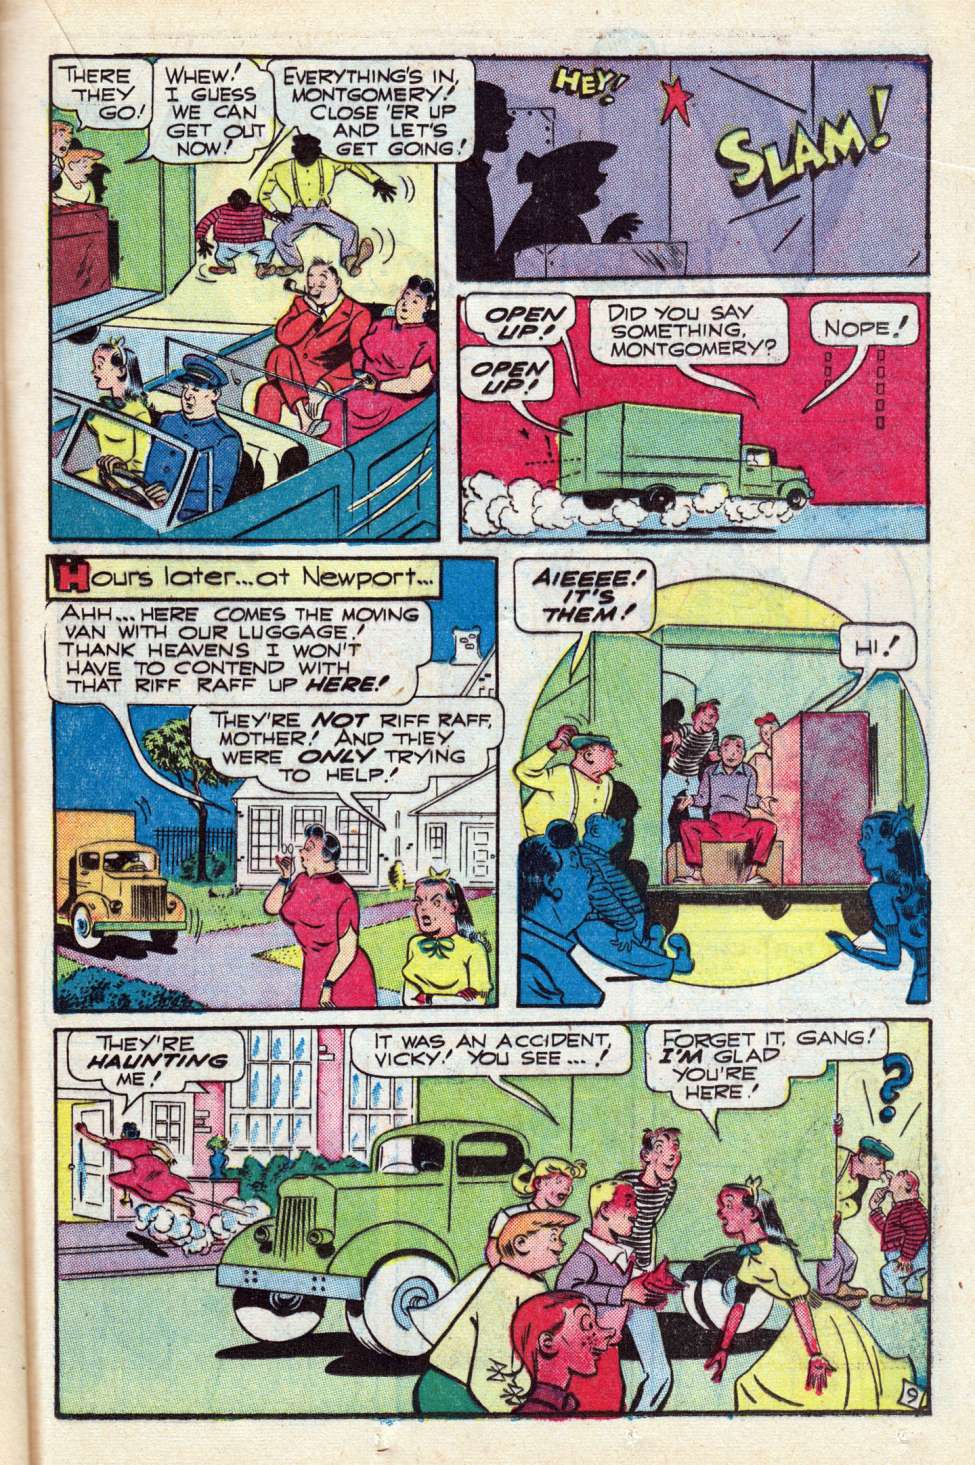 THERE
THEY
GO!
WHEW!
I GUESS
WE CAN
GET OUT
NOW!
EVERYTHING'S IN,
MONTGOMERY!
CLOSE 'ER UP
AND LET'S
GET GOING!
HEY!
SLAM!
OPEN
UP!
OPEN
UP!
DID YOU SAY
SOMETHING,
MONTGOMERY?
NOPE!
HOURS LATER... AT NEWPORT...
AHH... HERE COMES THE MOVING
VAN WITH OUR LUGGAGE!
THANK HEAVENS I WON'T
HAVE TO CONTEND WITH
THAT RIFF RAFF UP HERE!
THEY'RE NOT RIFF RAFF,
MOTHER! AND THEY
WERE ONLY TRYING
TO HELP!
AIEEEE!
IT'S
THEM!
HI!
THEY'RE
HAUNTING
ME!
IT WAS AN ACCIDENT,
VICKY! YOU SEE...!
FORGET IT, GANG!
I'M GLAD
YOU'RE
HERE!
?
9